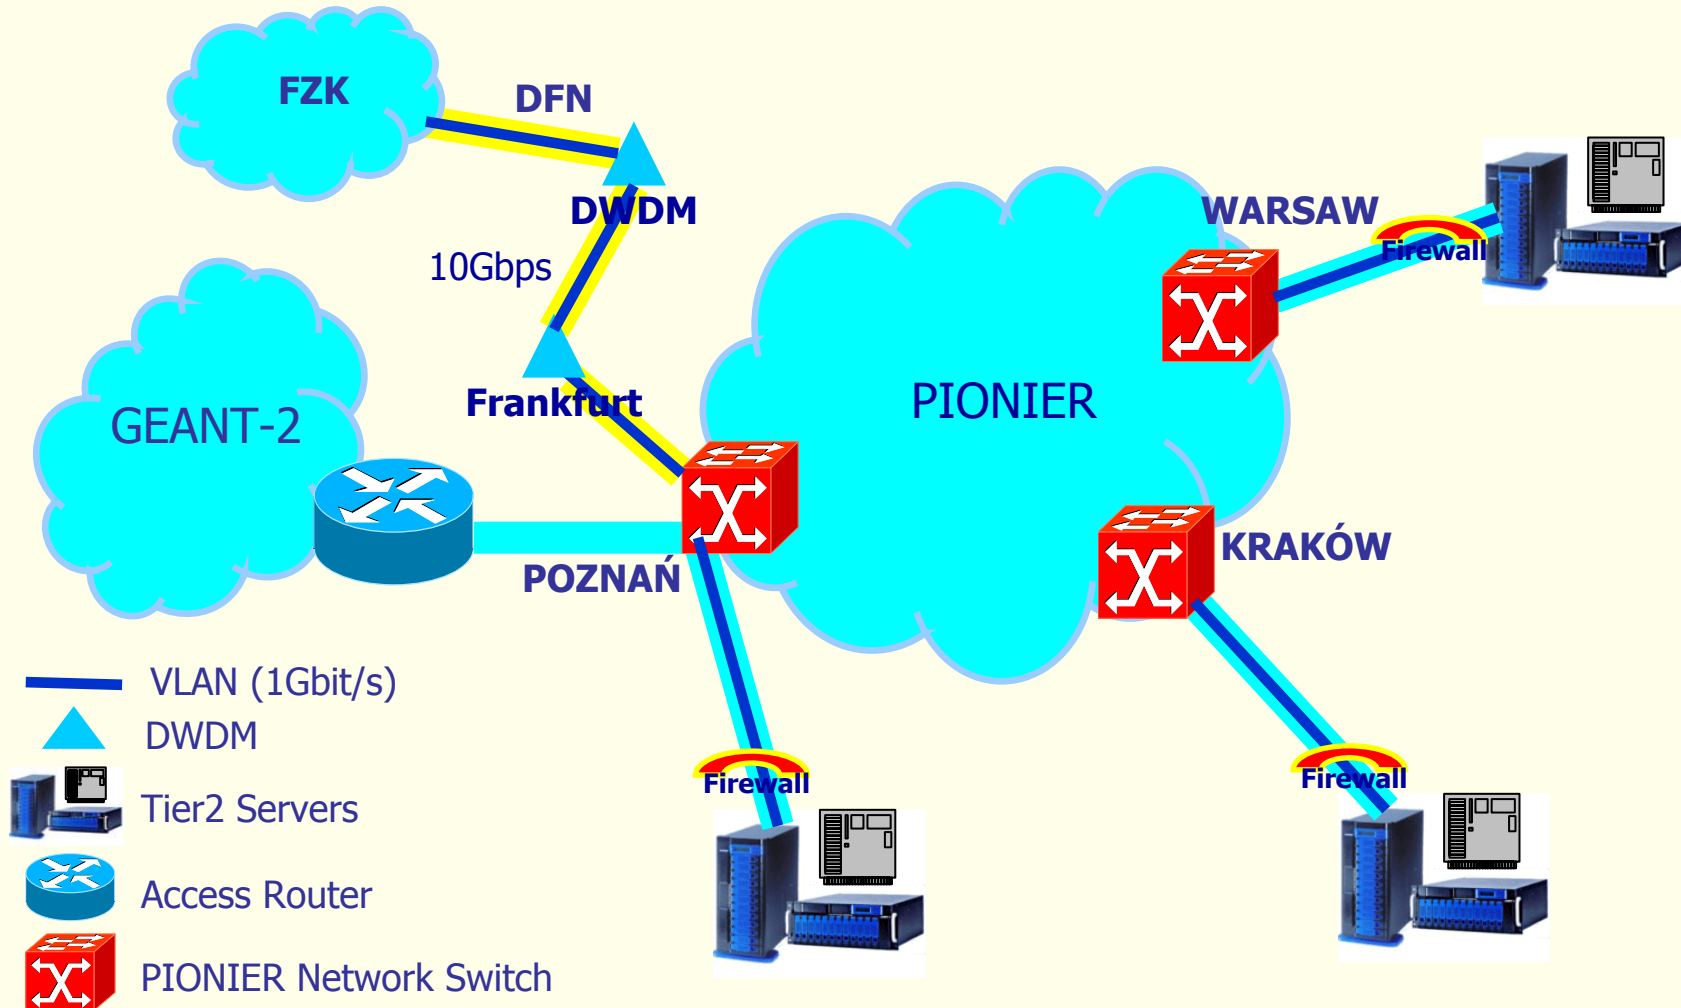 FZK
DFN
DWDM
10Gbps
Frankfurt
GEANT-2
POZNAŃ
PIONIER
WARSAW
Firewall
KRAKÓW
Firewall
Firewall
VLAN (1Gbit/s)
DWDM
Tier2 Servers
Access Router
PIONIER Network Switch